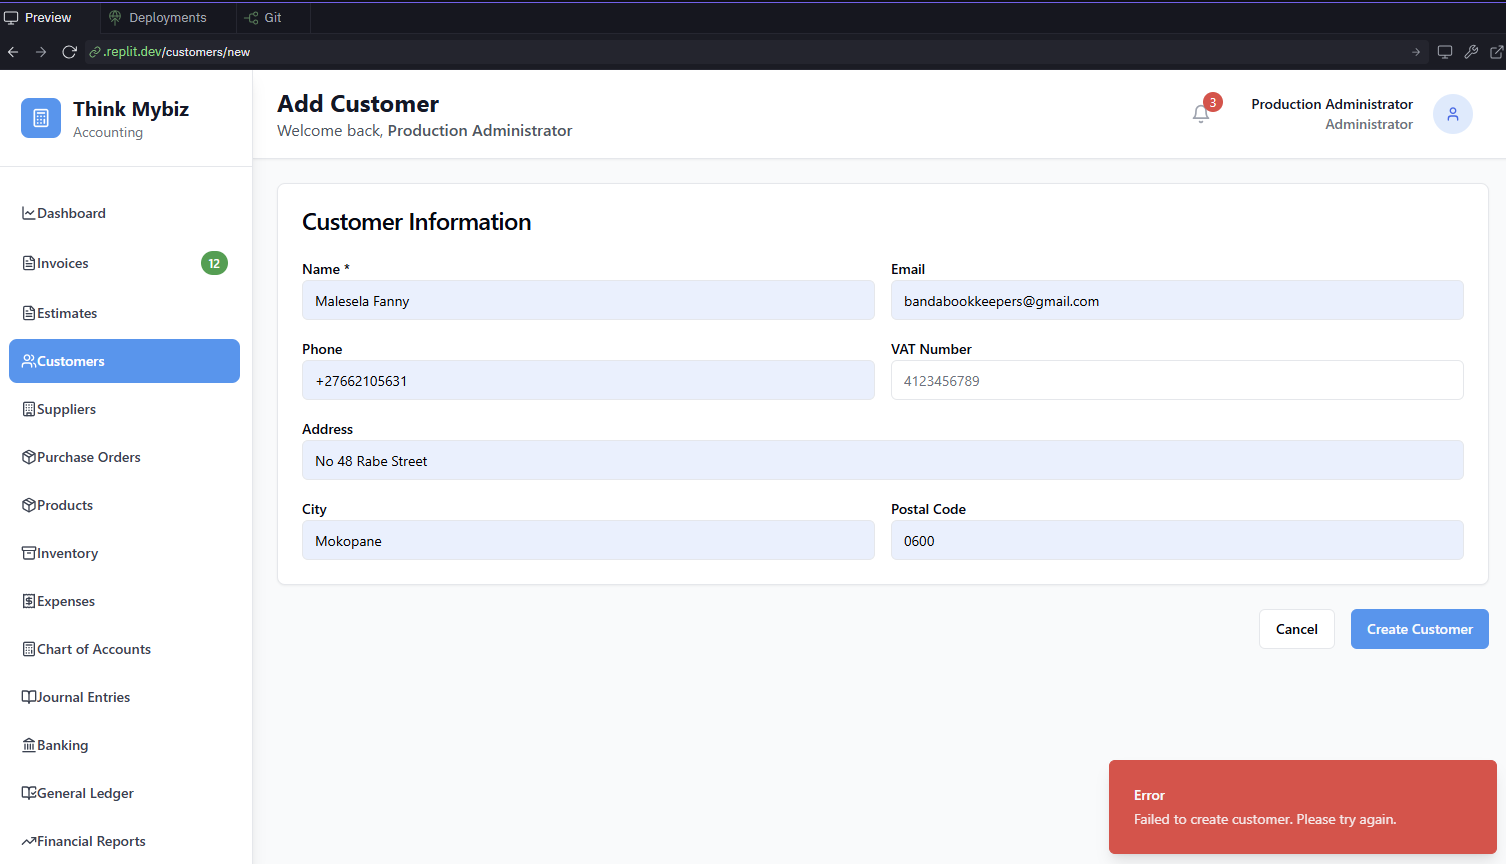 Preview
Deployments
Git
.replit.dev/customers/new
Think Mybiz
Accounting
Add Customer
Welcome back, Production Administrator
3
Production Administrator
Administrator
Dashboard
Invoices
12
Estimates
Customers
Suppliers
Purchase Orders
Products
Inventory
Expenses
Chart of Accounts
Journal Entries
Banking
General Ledger
Financial Reports
Customer Information
Name *
Malesela Fanny
Email
bandabookkeepers@gmail.com
Phone
+27662105631
VAT Number
4123456789
Address
No 48 Rabe Street
City
Mokopane
Postal Code
0600
Cancel
Create Customer
Error
Failed to create customer. Please try again.